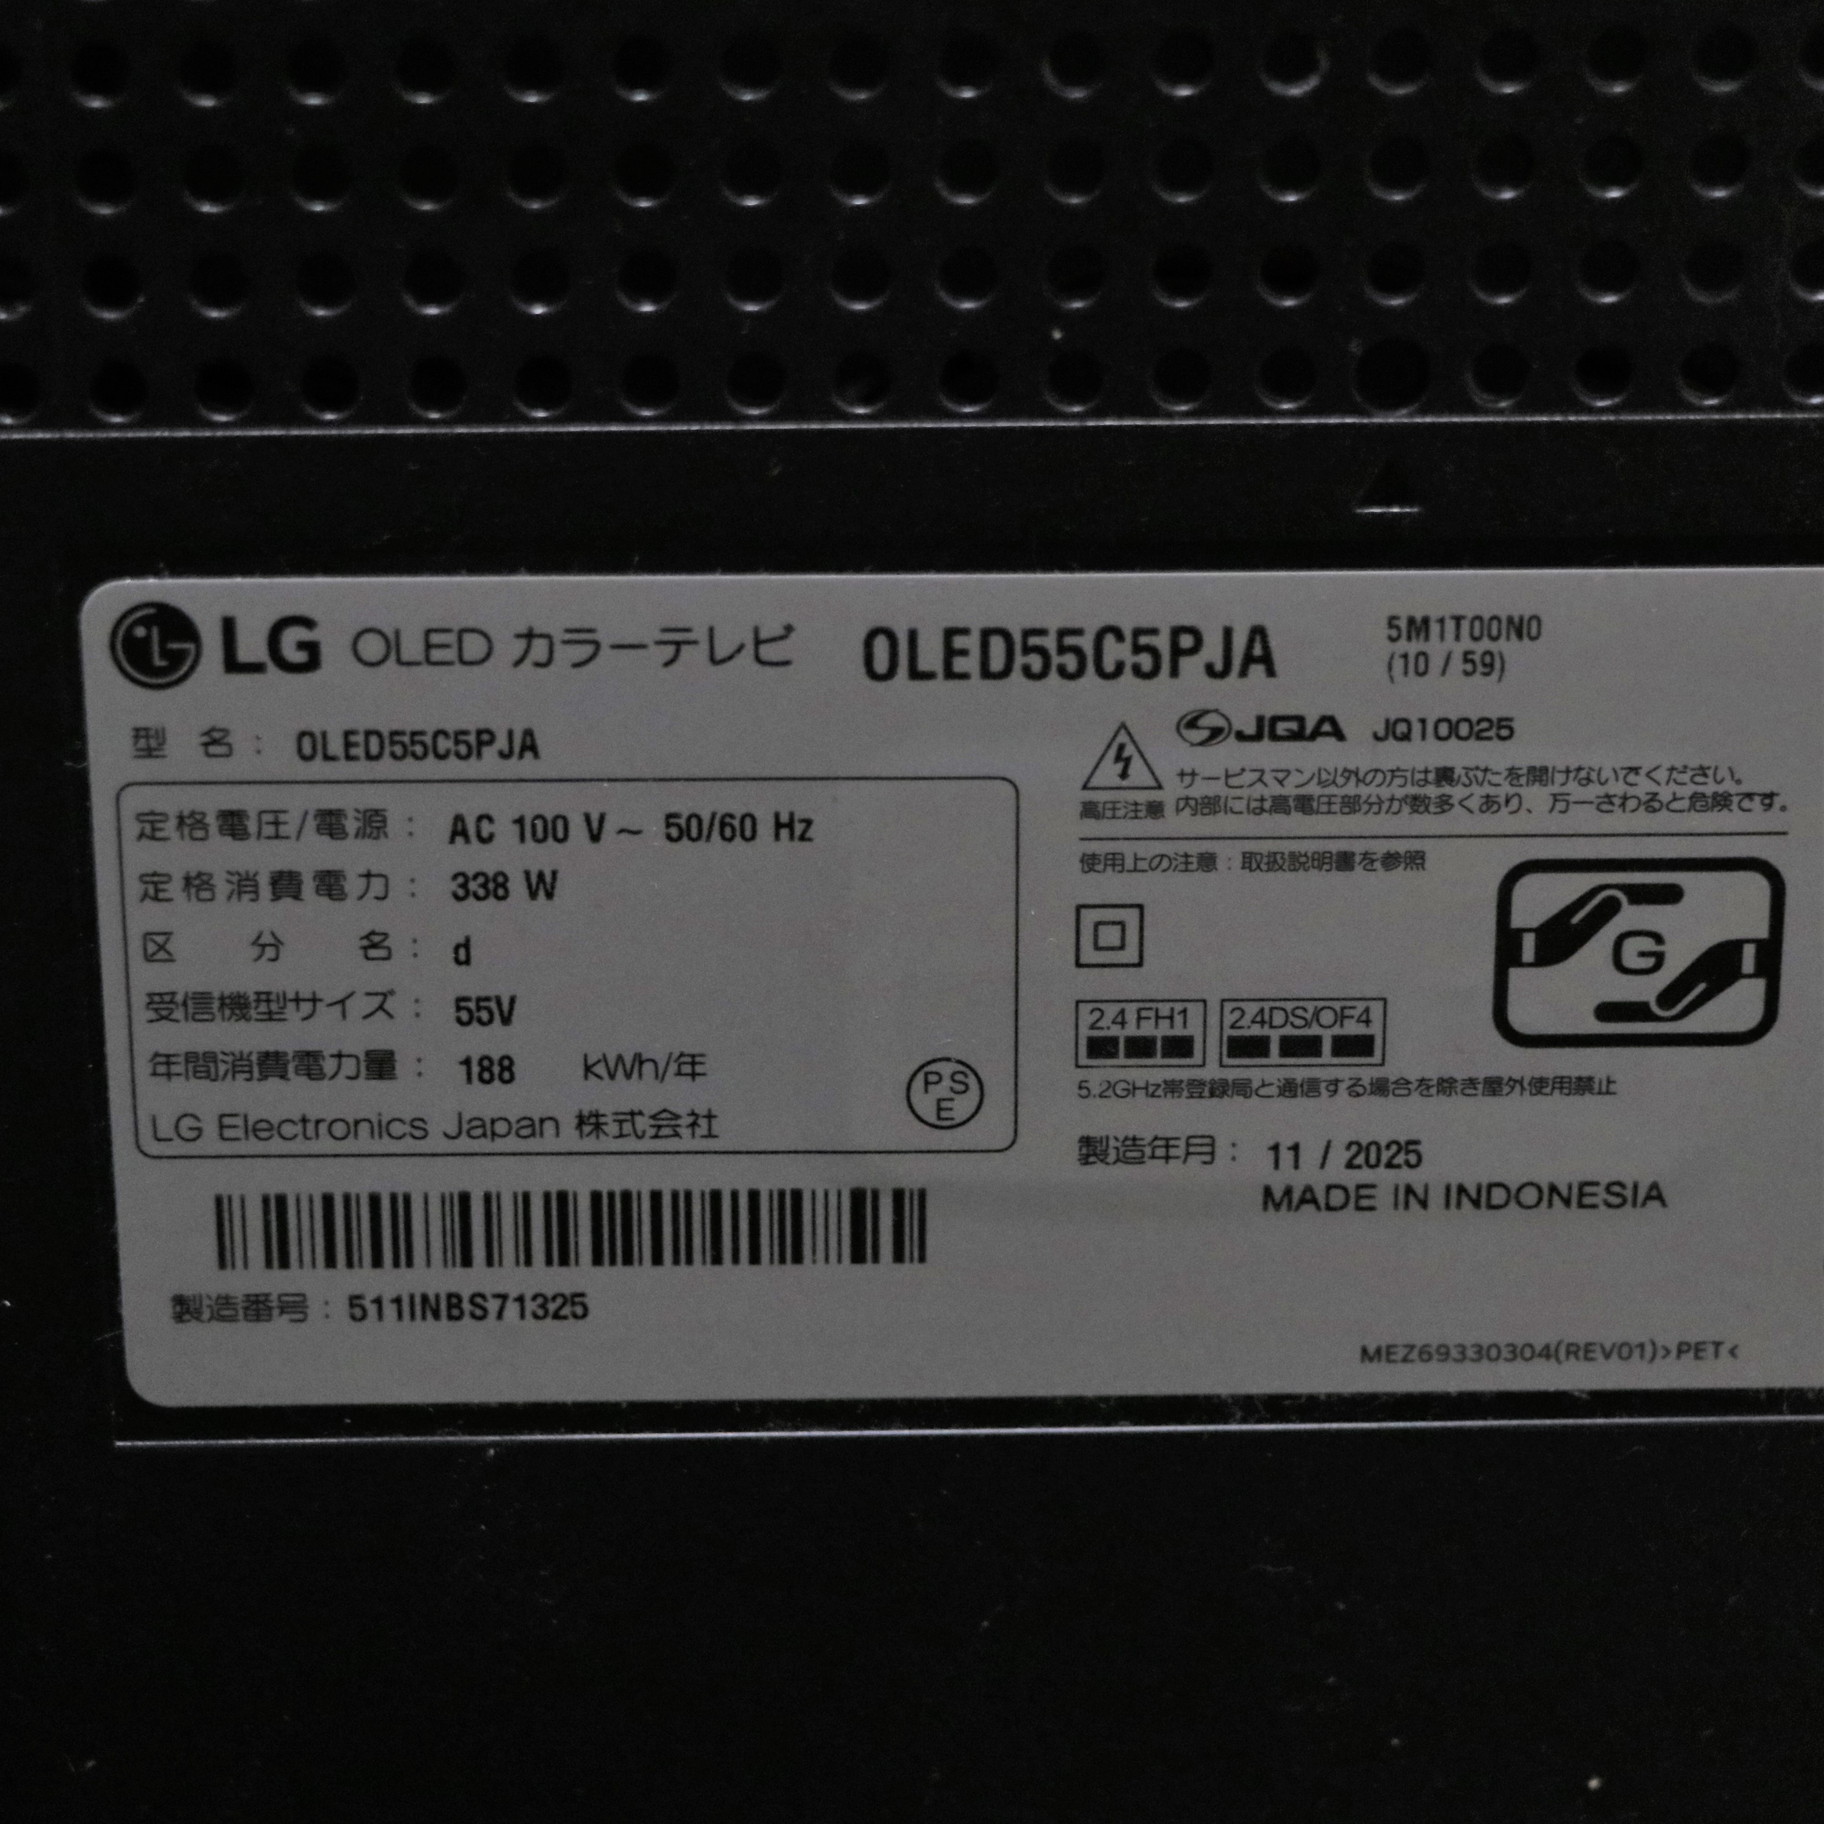 LG OLED カラーテレビ OLED55C5PJA
5M1T00N0
(10 / 59)
型 名 : OLED55C5PJA
定格電圧/電源 : AC 100 V ~ 50/60 Hz
定格消費電力 : 338 W
区 分 名 : d
受信機型サイズ : 55V
年間消費電力量 : 188 kWh/年
LG Electronics Japan 株式会社
PS
E
製造番号 : 511INBS71325
JQA JQ10025
サービスマン以外の方は裏ぶたを開けないでください。
高圧注意 内部には高電圧部分が数多くあり、万一さわると危険です。
使用上の注意 : 取扱説明書を参照
G
2.4 FH1 2.4DS/OF4
5.2GHz帯登録局と通信する場合を除き屋外使用禁止
製造年月 : 11 / 2025
MADE IN INDONESIA
MEZ69330304(REV01)>PET<